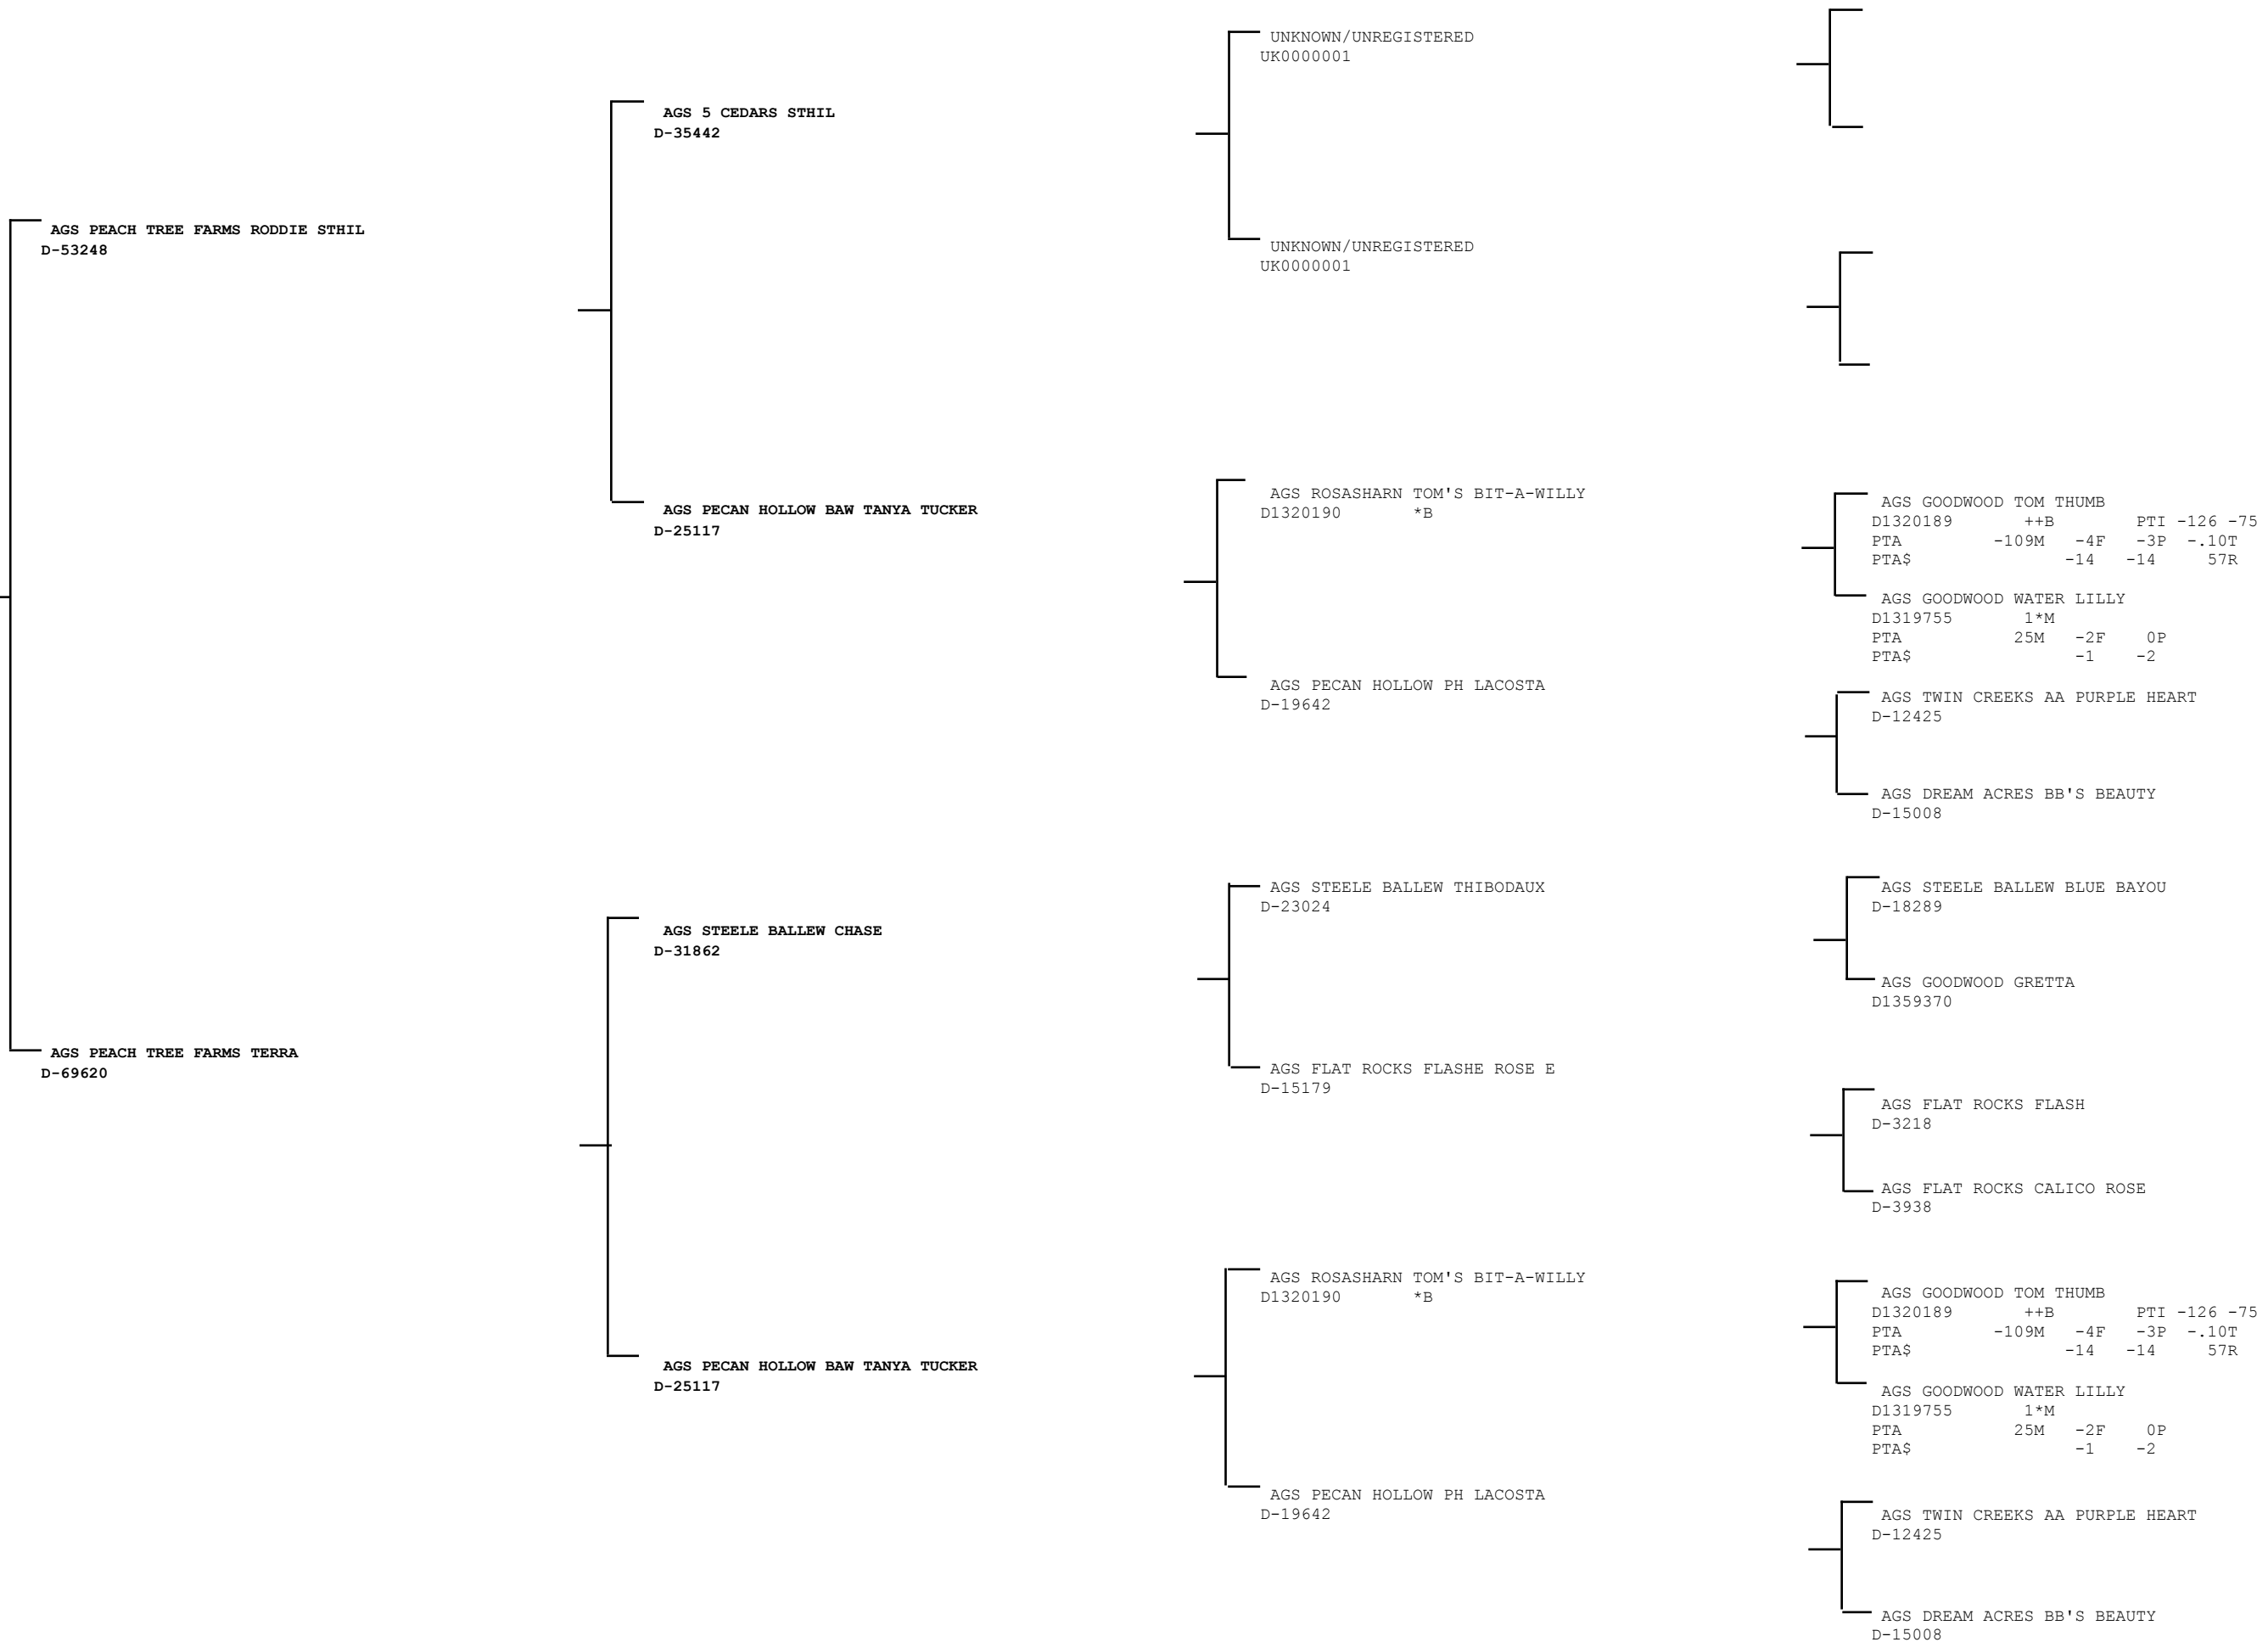 AGS PEACH TREE FARMS RODDIE STHIL
D-53248
AGS PEACH TREE FARMS TERRA
D-69620
AGS 5 CEDARS STHIL
D-35442
AGS PECAN HOLLOW BAW TANYA TUCKER
D-25117
AGS STEELE BALLEW CHASE
D-31862
AGS PECAN HOLLOW BAW TANYA TUCKER
D-25117
UNKNOWN/UNREGISTERED
UK0000001
UNKNOWN/UNREGISTERED
UK0000001
AGS ROSASHARN TOM'S BIT-A-WILLY
D1320190 *B
AGS PECAN HOLLOW PH LACOSTA
D-19642
AGS STEELE BALLEW THIBODAUX
D-23024
AGS FLAT ROCKS FLASHE ROSE E
D-15179
AGS ROSASHARN TOM'S BIT-A-WILLY
D1320190 *B
AGS PECAN HOLLOW PH LACOSTA
D-19642
AGS GOODWOOD TOM THUMB
D1320189 ++B PTI -126 -75
PTA -109M -4F -3P -.10T
PTA$ -14 -14 57R
AGS GOODWOOD WATER LILLY
D1319755 1*M
PTA 25M -2F 0P
PTA$ -1 -2
AGS TWIN CREEKS AA PURPLE HEART
D-12425
AGS DREAM ACRES BB'S BEAUTY
D-15008
AGS STEELE BALLEW BLUE BAYOU
D-18289
AGS GOODWOOD GRETTA
D1359370
AGS FLAT ROCKS FLASH
D-3218
AGS FLAT ROCKS CALICO ROSE
D-3938
AGS GOODWOOD TOM THUMB
D1320189 ++B PTI -126 -75
PTA -109M -4F -3P -.10T
PTA$ -14 -14 57R
AGS GOODWOOD WATER LILLY
D1319755 1*M
PTA 25M -2F 0P
PTA$ -1 -2
AGS TWIN CREEKS AA PURPLE HEART
D-12425
AGS DREAM ACRES BB'S BEAUTY
D-15008